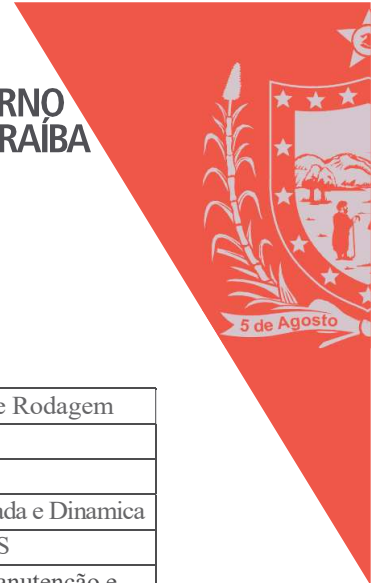 RNO
RAÍBA
5 de Agosto
e Rodagem
ada e Dinamica
S
anutenção e